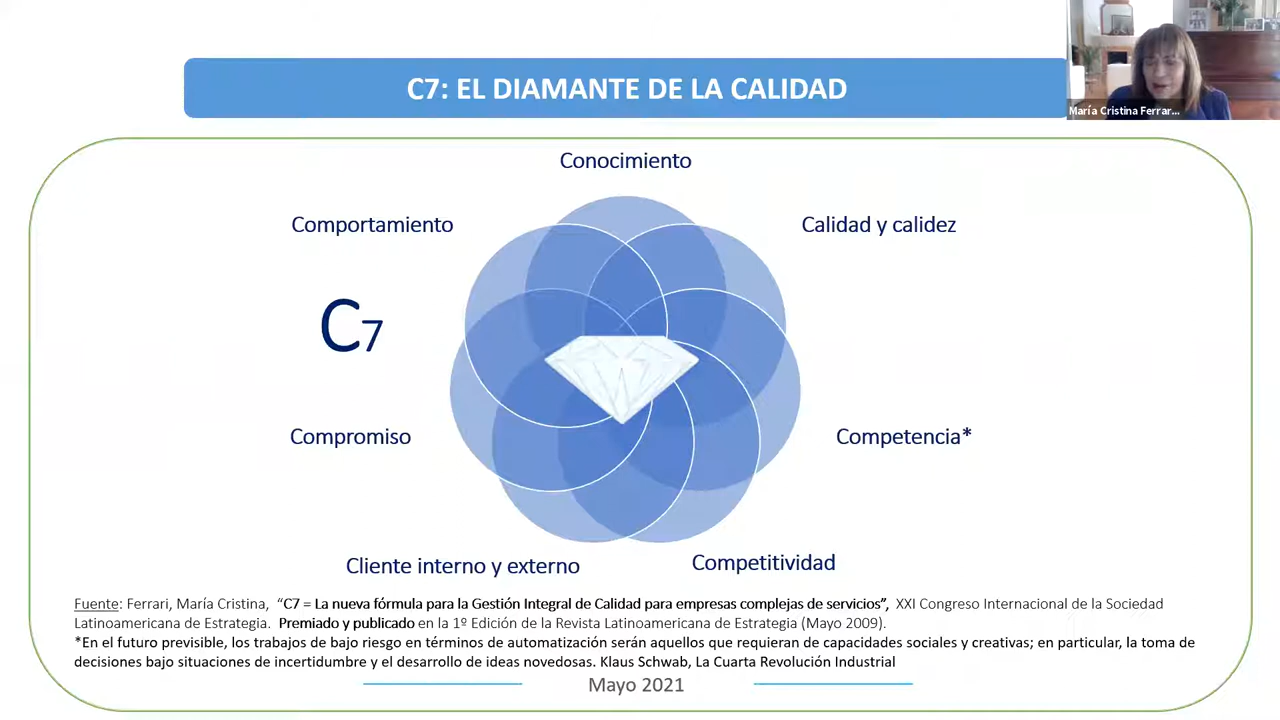 C7: EL DIAMANTE DE LA CALIDAD
María Cristina Ferrar...
Conocimiento
Comportamiento
Calidad y calidez
C7
Compromiso
Competencia*
Cliente interno y externo
Competitividad
Fuente: Ferrari, María Cristina, “C7 = La nueva fórmula para la Gestión Integral de Calidad para empresas complejas de servicios”, XXI Congreso Internacional de la Sociedad
Latinoamericana de Estrategia. Premiado y publicado en la 1º Edición de la Revista Latinoamericana de Estrategia (Mayo 2009).
*En el futuro previsible, los trabajos de bajo riesgo en términos de automatización serán aquellos que requieran de capacidades sociales y creativas; en particular, la toma de
decisiones bajo situaciones de incertidumbre y el desarrollo de ideas novedosas. Klaus Schwab, La Cuarta Revolución Industrial
Mayo 2021